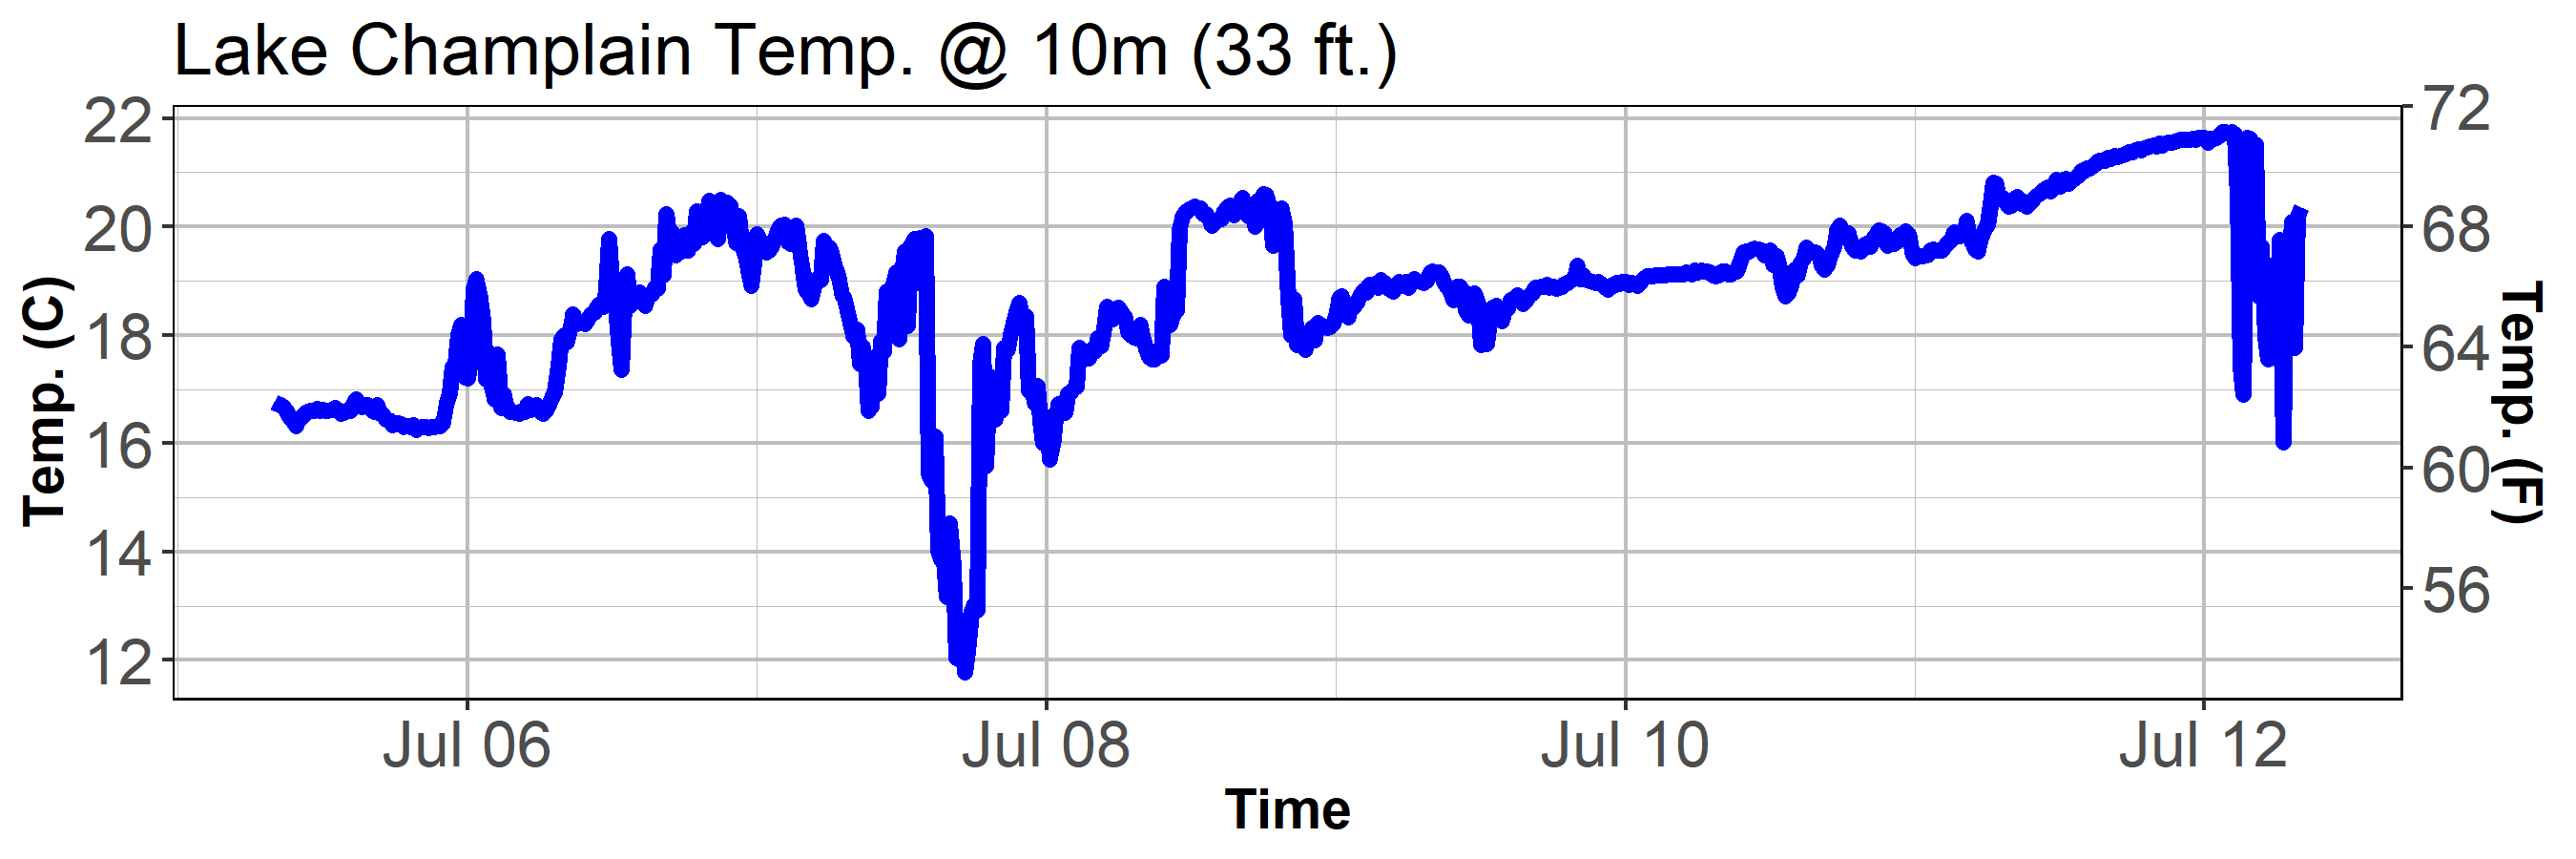 Lake Champlain Temp. @ 10m (33 ft.)
22
20
18
16
14
12
Temp. (C)
72
68
64
60
56
Temp. (F)
Jul 06 Jul 08 Jul 10 Jul 12
Time